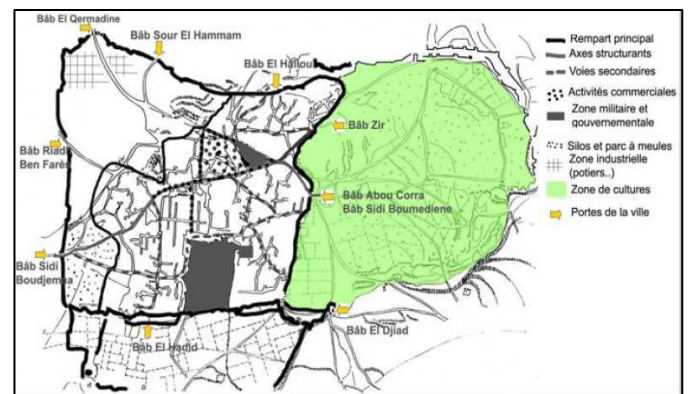 Bâb El Qermadine
Bâb Sour El Hammam
Bâb El Halloui
Bâb Zir
Bâb Riad
Ben Farès
Bâb Abou Corra
Bâb Sidi Boumediene
Bâb Sidi
Boudjemaa
Bâb El Djiad
Bâb El Hadid
Rempart principal
Axes structurants
Voies secondaires
Activités commerciales
Zone militaire et
gouvernementale
Silos et parc à meules
Zone industrielle
(potiers..)
Zone de cultures
Portes de la ville